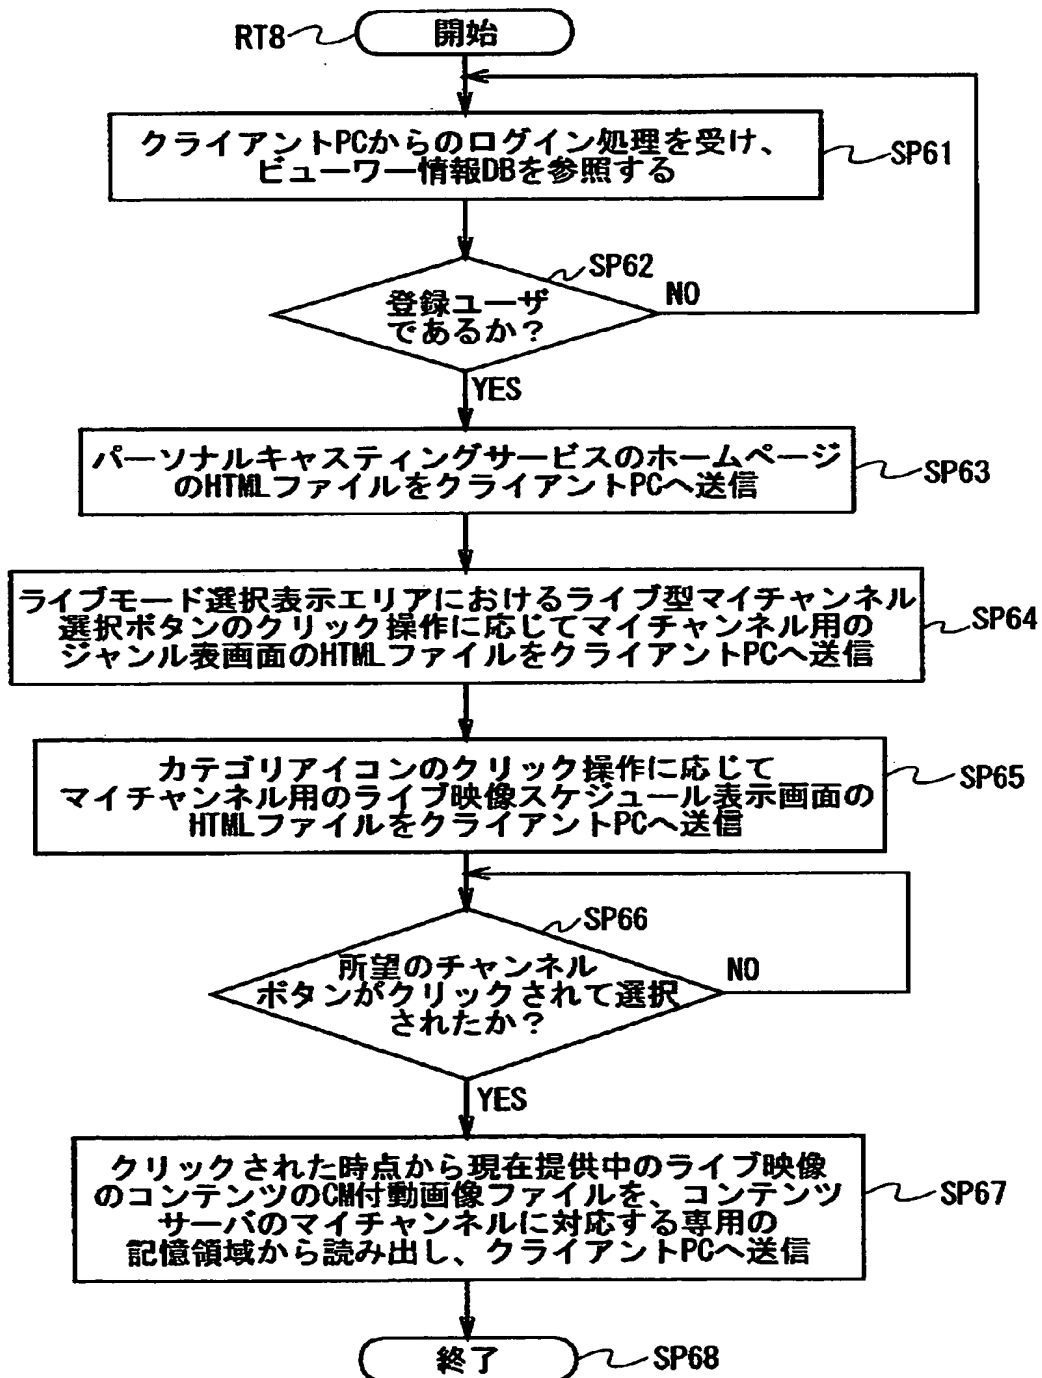 RT8
開始
クライアントPCからのログイン処理を受け、
ビューワー情報DBを参照する
SP61
SP62
登録ユーザ
であるか？
NO
YES
パーソナルキャスティングサービスのホームページ
のHTMLファイルをクライアントPCへ送信
SP63
ライブモード選択表示エリアにおけるライブ型マイチャンネル
選択ボタンのクリック操作に応じてマイチャンネル用の
ジャンル表画面のHTMLファイルをクライアントPCへ送信
SP64
カテゴリアイコンのクリック操作に応じて
マイチャンネル用のライブ映像スケジュール表示画面の
HTMLファイルをクライアントPCへ送信
SP65
SP66
所望のチャンネル
ボタンがクリックされて選択
されたか？
NO
YES
クリックされた時点から現在提供中のライブ映像
のコンテンツのCM付動画像ファイルを、コンテンツ
サーバのマイチャンネルに対応する専用の
記憶領域から読み出し、クライアントPCへ送信
SP67
終了
SP68